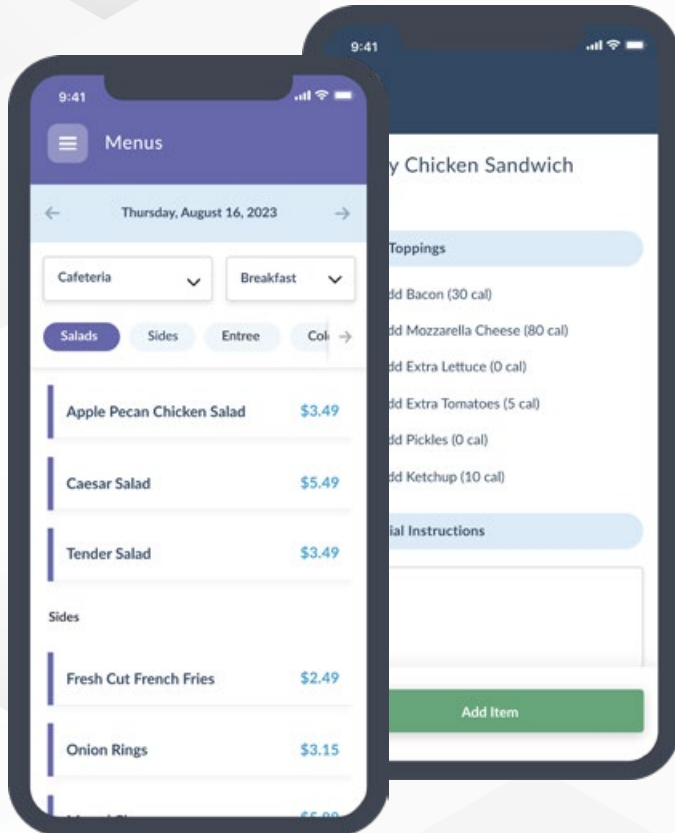 9:41
Menus
Thursday, August 16, 2023
Cafeteria
Breakfast
Salads
Sides
Entree
Apple Pecan Chicken Salad $3.49
Caesar Salad $5.49
Tender Salad $3.49
Sides
Fresh Cut French Fries $2.49
Onion Rings $3.15
9:41
Chicken Sandwich
Toppings
Bacon (30 cal)
Mozzarella Cheese (80 cal)
Extra Lettuce (0 cal)
Extra Tomatoes (5 cal)
Pickles (0 cal)
Ketchup (10 cal)
Instructions
Add Item